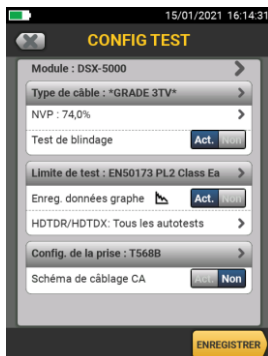 15/01/2021 16:14:31
CONFIG TEST
Module : DSX-5000
Type de câble : *GRADE 3TV*
NVP : 74,0%
Test de blindage Act. Non
Limite de test : EN50173 PL2 Class Ea
Enreg. données graphe Act. Non
HDTDR/HDTDX: Tous les autotests
Config. de la prise : T568B
Schéma de câblage CA Act. Non
ENREGISTRER